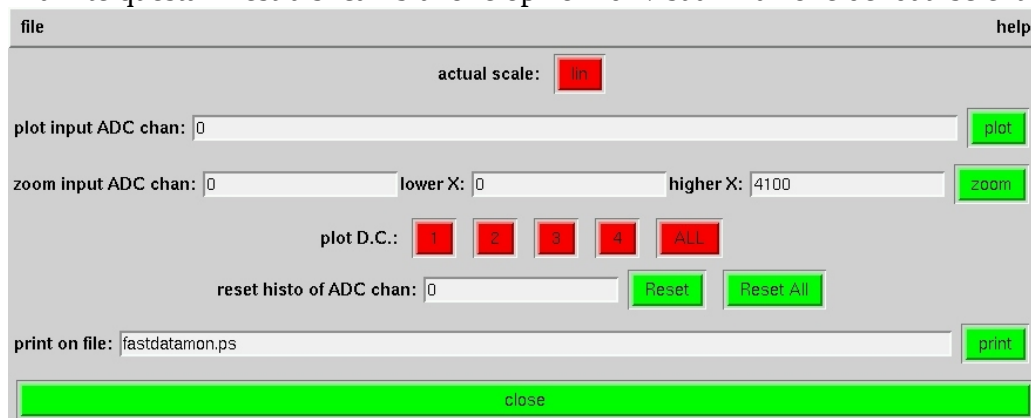 file help
actual scale: lin
plot input ADC chan: 0 plot
zoom input ADC chan: 0 lower X: 0 higher X: 4100 zoom
plot D.C.: 1 2 3 4 ALL
reset histo of ADC chan: 0 Reset Reset All
print on file: fastdatamon.ps print
close